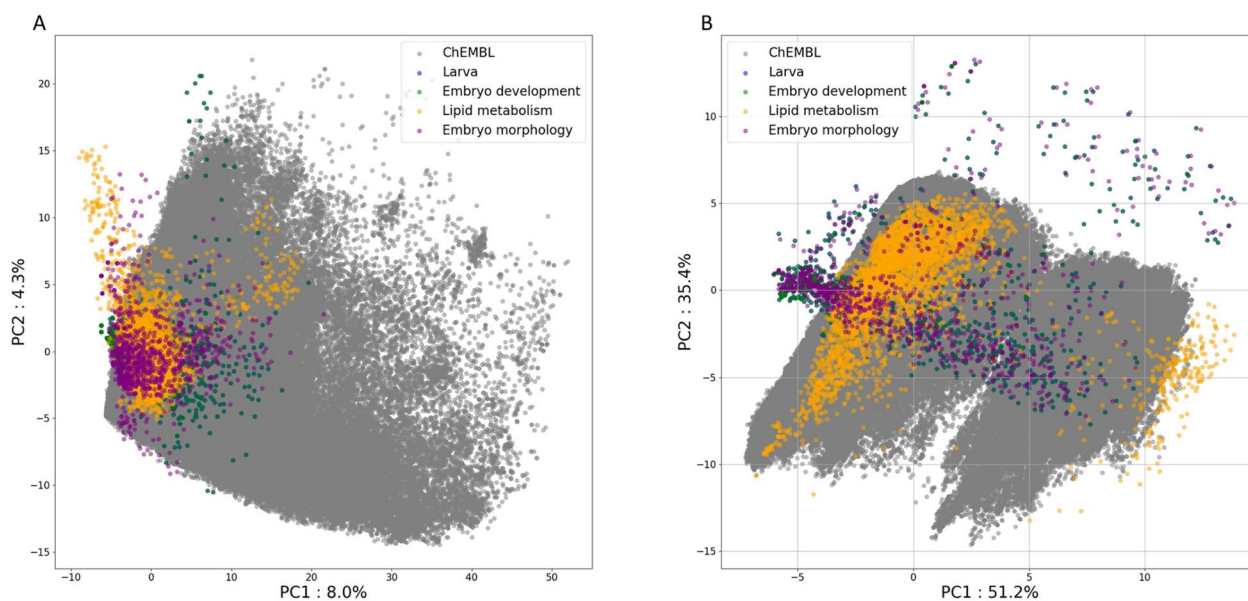 A
20
15
10
5
0
−5
−10
−15
PC2 : 4.3%
ChEMBL
Larva
Embryo development
Lipid metabolism
Embryo morphology
−10
0
10
20
30
40
50
PC1 : 8.0%
B
10
5
0
−5
−10
−15
PC2 : 35.4%
ChEMBL
Larva
Embryo development
Lipid metabolism
Embryo morphology
−5
0
5
10
PC1 : 51.2%